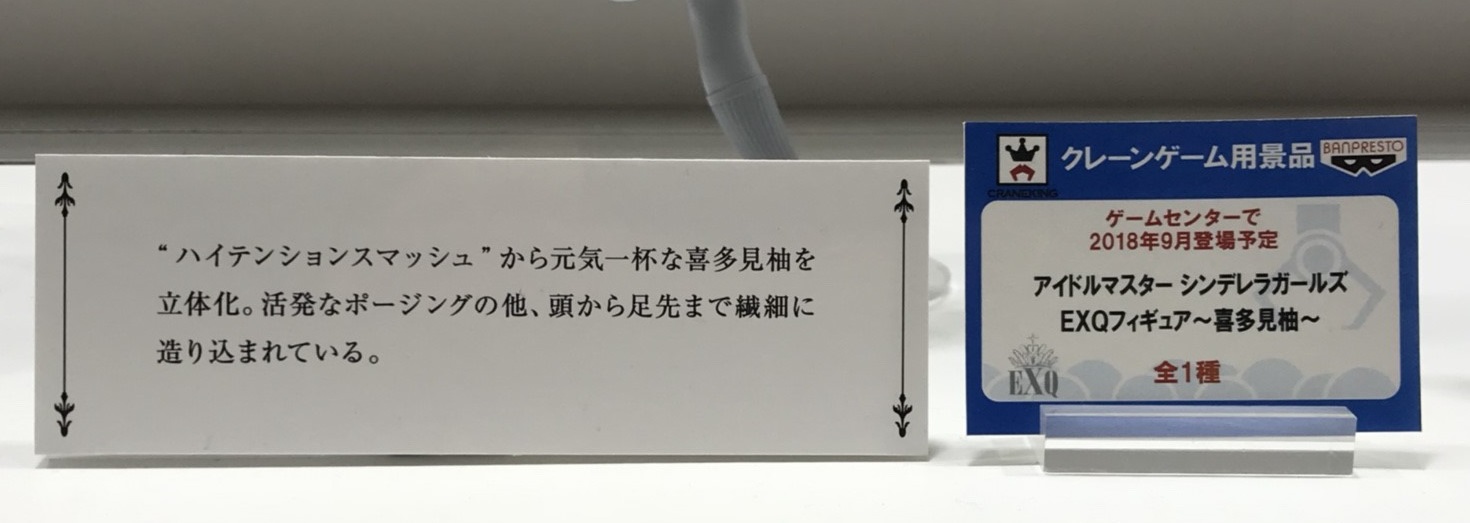 “ハイテンションスマッシュ”から元気一杯な喜多見柚を
立体化。活発なポージングの他、頭から足先まで繊細に
造り込まれている。
CRANEKING
クレーンゲーム用景品
BANPRESTO
ゲームセンターで
2018年9月登場予定
アイドルマスター シンデレラガールズ
EXQフィギュア～喜多見柚～
EXQ
全1種